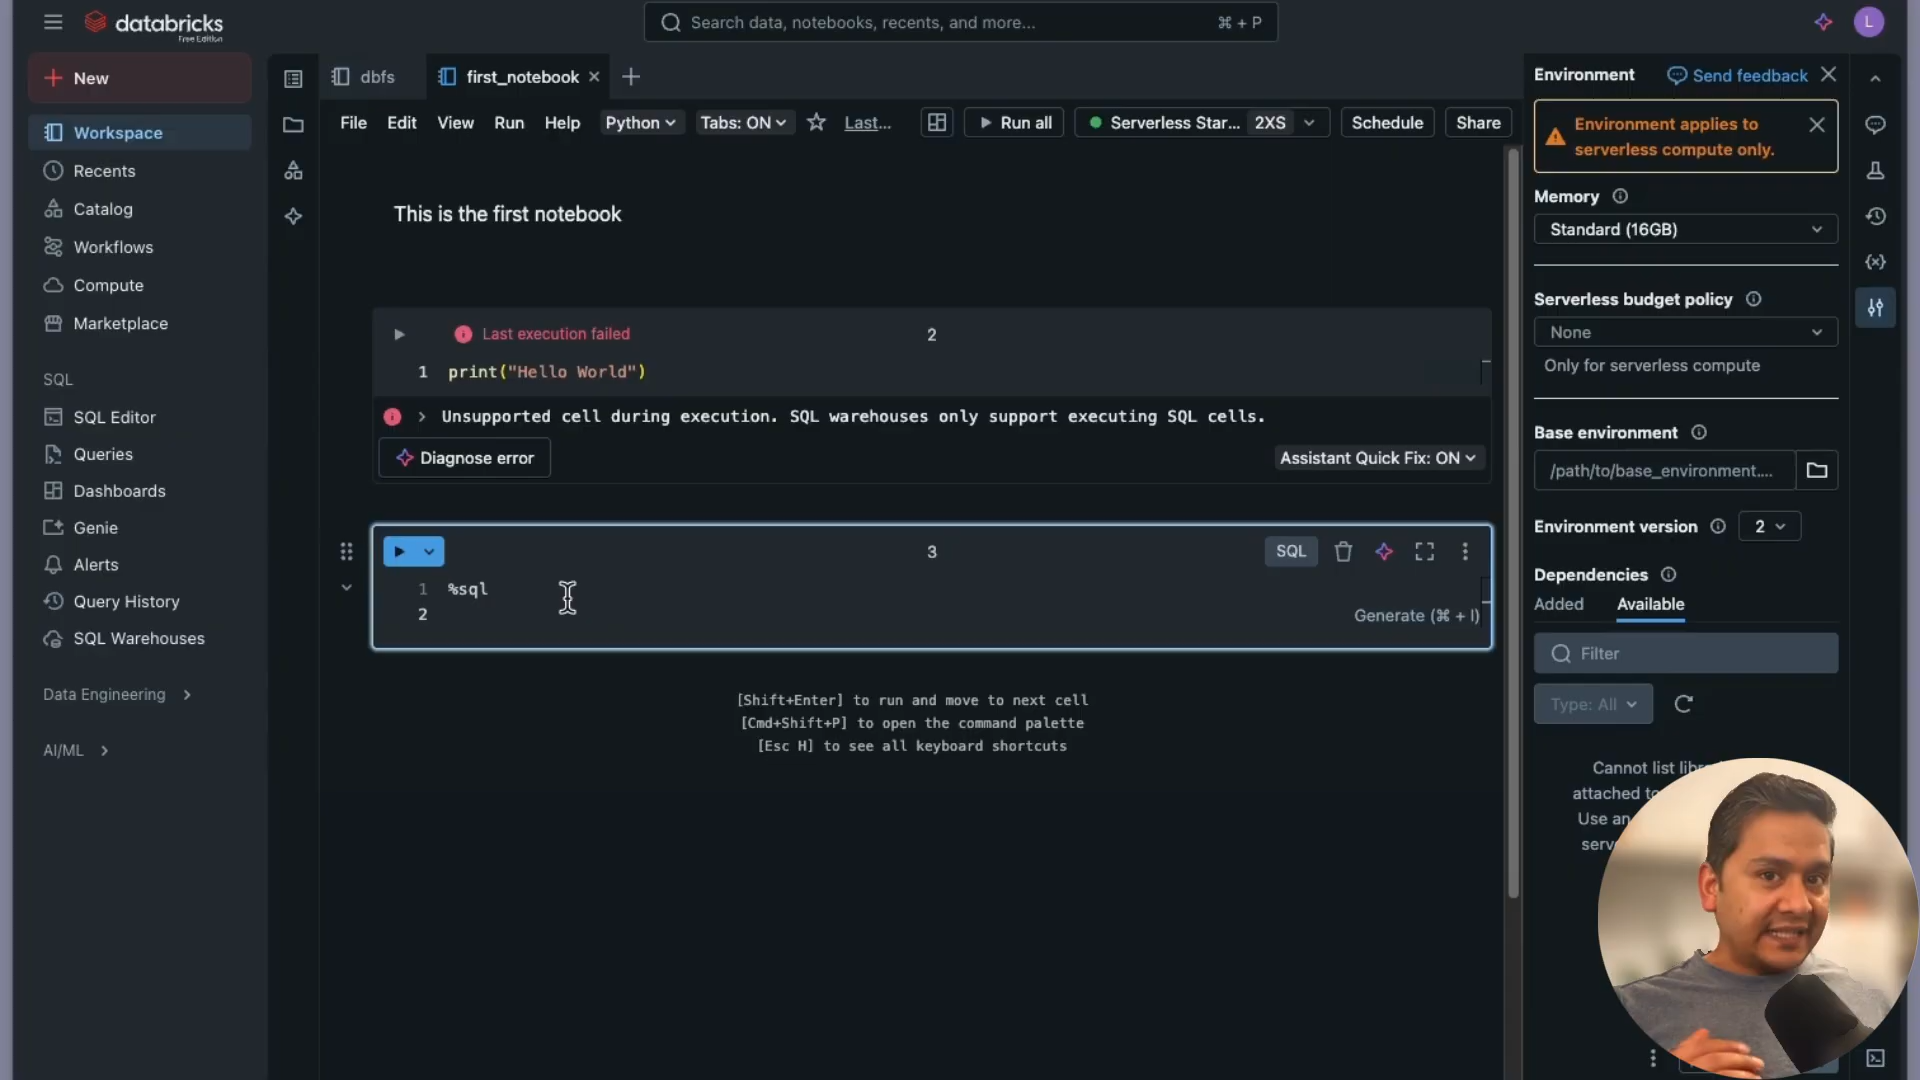 databricks
Free Edition
Search data, notebooks, recents, and more...
⌘ + P
L
New
Workspace
Recents
Catalog
Workflows
Compute
Marketplace
SQL
SQL Editor
Queries
Dashboards
Genie
Alerts
Query History
SQL Warehouses
Data Engineering
AI/ML
dbfs
first_notebook
File
Edit
View
Run
Help
Python
Tabs: ON
Last...
Run all
Serverless Star... 2XS
Schedule
Share
This is the first notebook
Last execution failed
2
1 print("Hello World")
Unsupported cell during execution. SQL warehouses only support executing SQL cells.
Diagnose error
Assistant Quick Fix: ON
3
SQL
1 %sql
2
Generate (⌘ + I)
[Shift+Enter] to run and move to next cell
[Cmd+Shift+P] to open the command palette
[Esc H] to see all keyboard shortcuts
Environment
Send feedback
Environment applies to
serverless compute only.
Memory
Standard (16GB)
Serverless budget policy
None
Only for serverless compute
Base environment
/path/to/base_environment....
Environment version
2
Dependencies
Added
Available
Filter
Type: All
Cannot list
attached
Use an